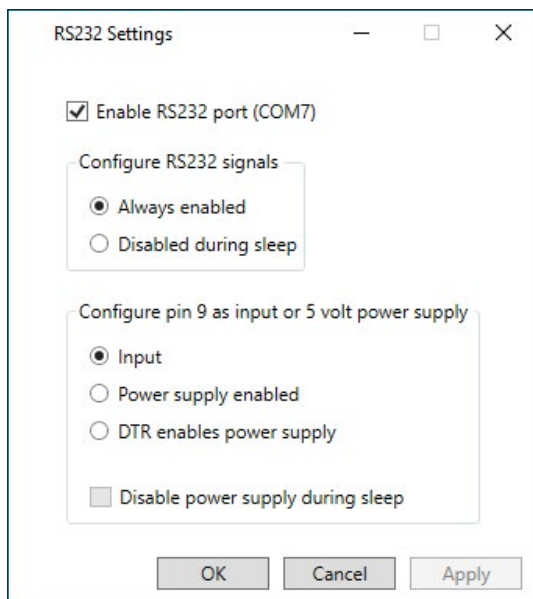 RS232 Settings
Enable RS232 port (COM7)
Configure RS232 signals
Always enabled
Disabled during sleep
Configure pin 9 as input or 5 volt power supply
Input
Power supply enabled
DTR enables power supply
Disable power supply during sleep
OK Cancel Apply